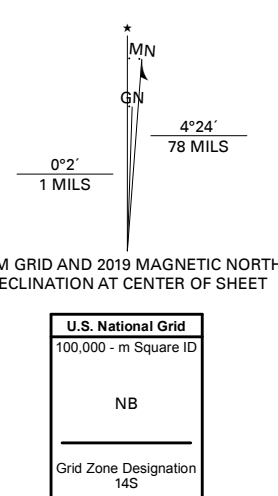 ★
MN
GN
4°24´
78 MILS
0°2´
1 MILS
M GRID AND 2019 MAGNETIC NORTH
ECLINATION AT CENTER OF SHEET
U.S. National Grid
100,000 - m Square ID
NB
Grid Zone Designation
14S